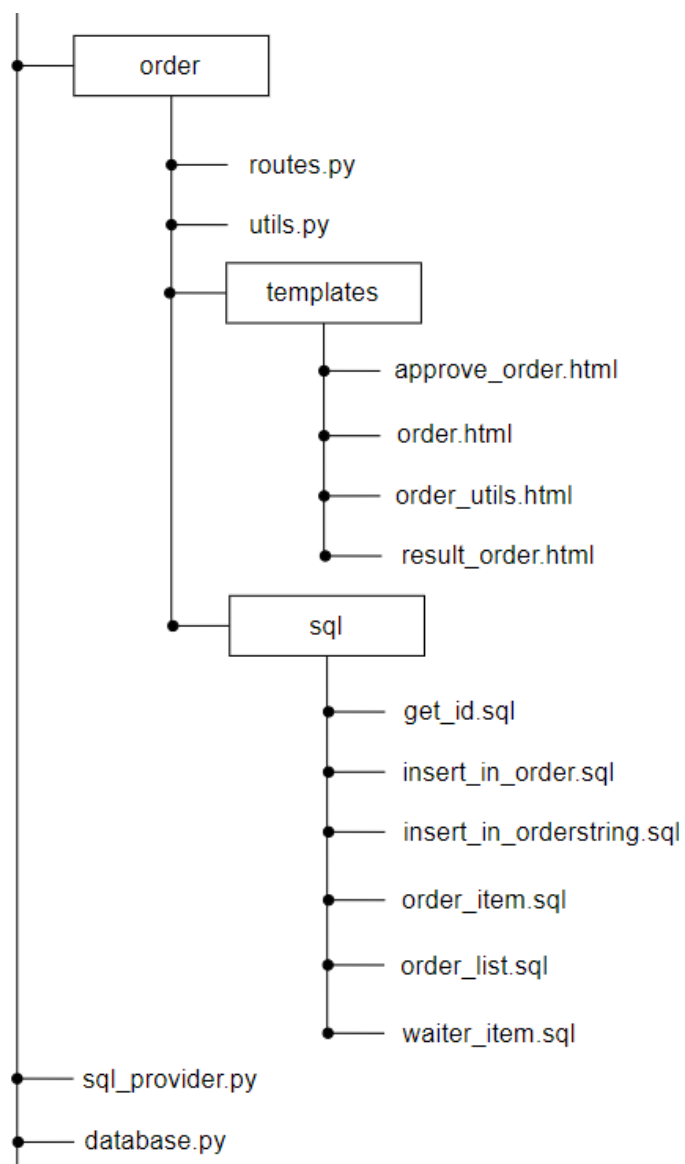 order
routes.py
utils.py
templates
approve_order.html
order.html
order_utils.html
result_order.html
sql
get_id.sql
insert_in_order.sql
insert_in_orderstring.sql
order_item.sql
order_list.sql
waiter_item.sql
sql_provider.py
database.py